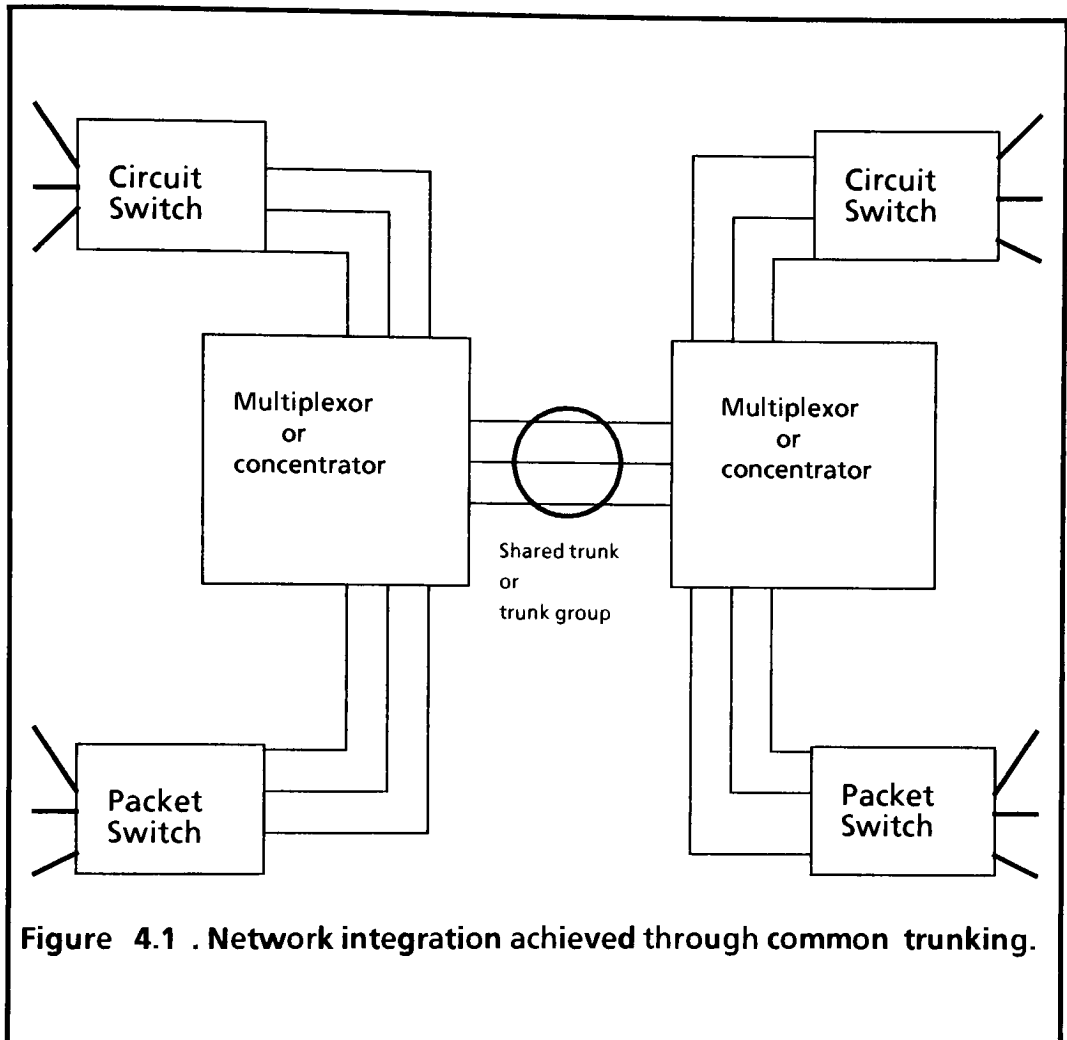 Circuit
Switch
Circuit
Switch
Multiplexor
or
concentrator
Multiplexor
or
concentrator
Shared trunk
or
trunk group
Packet
Switch
Packet
Switch
Figure 4.1 . Network integration achieved through common trunking.